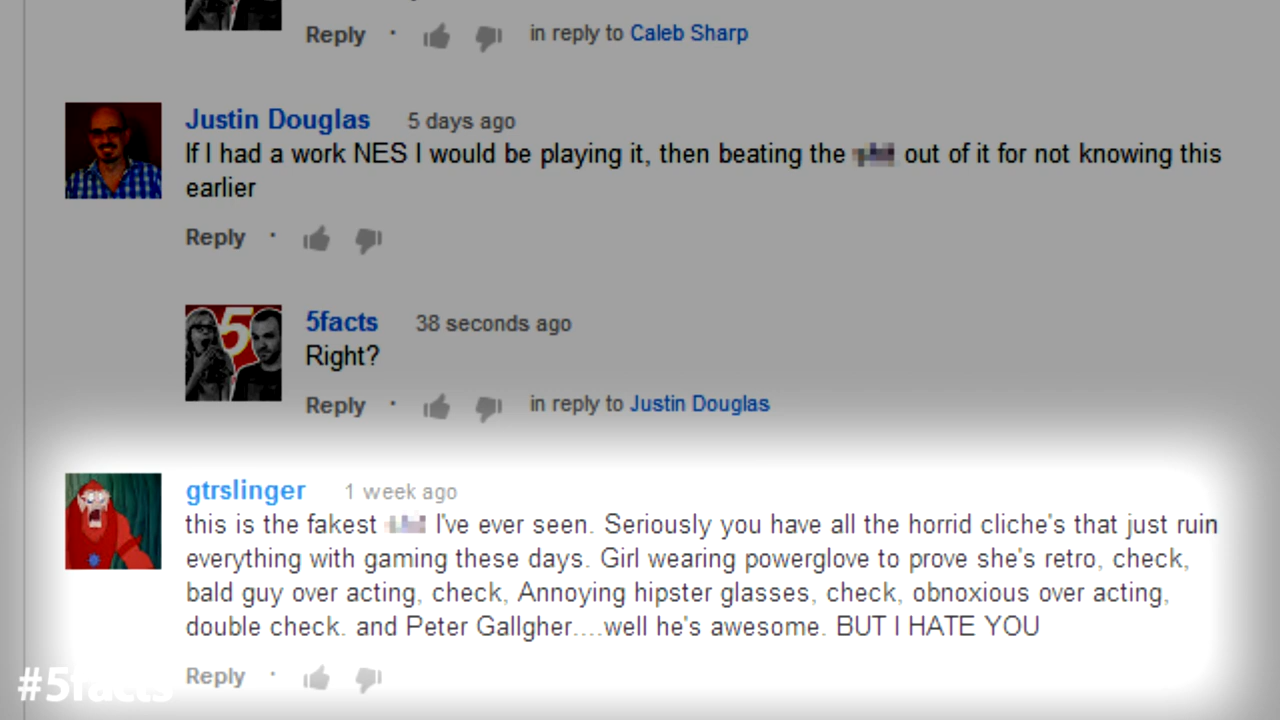 Reply · in reply to Caleb Sharp
Justin Douglas 5 days ago
If I had a work NES I would be playing it, then beating the out of it for not knowing this
earlier
Reply ·
5
5facts 38 seconds ago
Right?
Reply · in reply to Justin Douglas
gtrslinger 1 week ago
this is the fakest I've ever seen. Seriously you have all the horrid cliche's that just ruin
everything with gaming these days. Girl wearing powerglove to prove she's retro, check,
bald guy over acting, check, Annoying hipster glasses, check, obnoxious over acting,
double check. and Peter Gallgher....well he's awesome. BUT I HATE YOU
Reply ·
#5facts